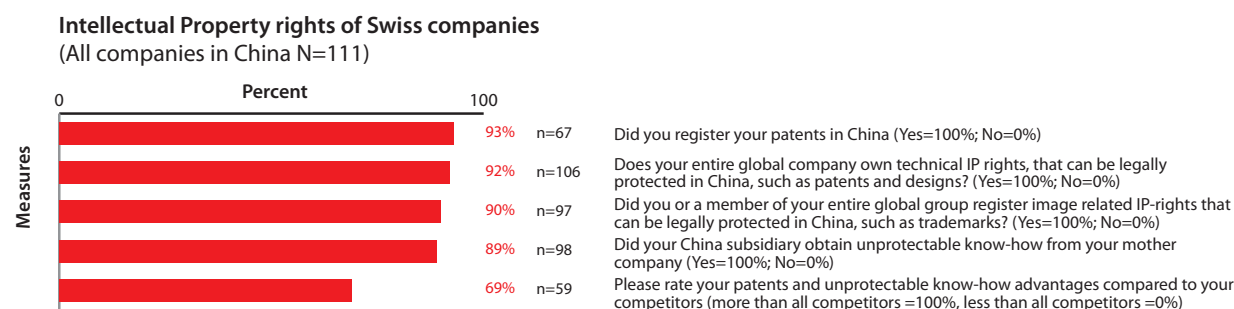 Intellectual Property rights of Swiss companies
(All companies in China N=111)
Percent
0 100
Measures
93% n=67 Did you register your patents in China (Yes=100%; No=0%)
92% n=106 Does your entire global company own technical IP rights, that can be legally
protected in China, such as patents and designs? (Yes=100%; No=0%)
90% n=97 Did you or a member of your entire global group register image related IP-rights that
can be legally protected in China, such as trademarks? (Yes=100%; No=0%)
89% n=98 Did your China subsidiary obtain unprotectable know-how from your mother
company (Yes=100%; No=0%)
69% n=59 Please rate your patents and unprotectable know-how advantages compared to your
competitors (more than all competitors =100%, less than all competitors =0%)